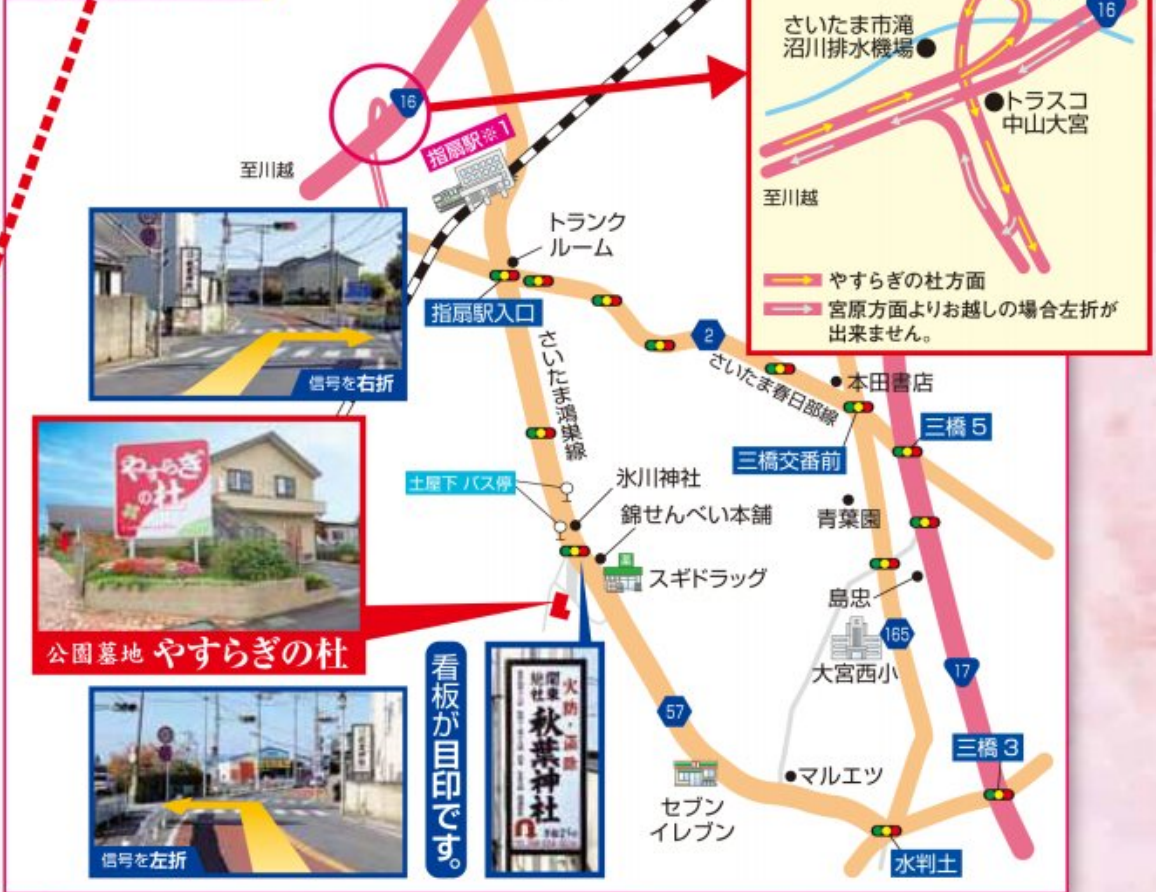 16
至川越
指扇駅※1
さいたま市滝
沼川排水機場
16
トラスコ
中山大宮
至川越
やすらぎの杜方面
宮原方面よりお越しの場合左折が
出来ません。
トランク
ルーム
指扇駅入口
信号を右折
2
さいたま春日部線
さいたま鴻巣線
本田書店
三橋5
三橋交番前
やすらぎ
の杜
公園墓地 やすらぎの杜
土屋下 バス停
氷川神社
錦せんべい本舗
スギドラッグ
青葉園
島忠
165
大宮西小
17
看板が目印です。
火防・盗除
関東
総社
秋葉神社
57
セブン
イレブン
マルエツ
三橋3
水判土
信号を左折